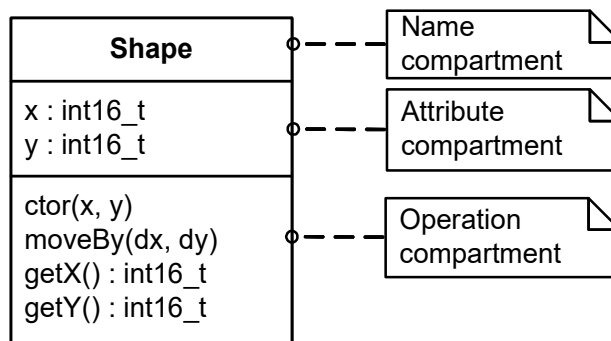 Shape
Name
compartment
x : int16_t
y : int16_t
Attribute
compartment
ctor(x, y)
moveBy(dx, dy)
getX() : int16_t
getY() : int16_t
Operation
compartment